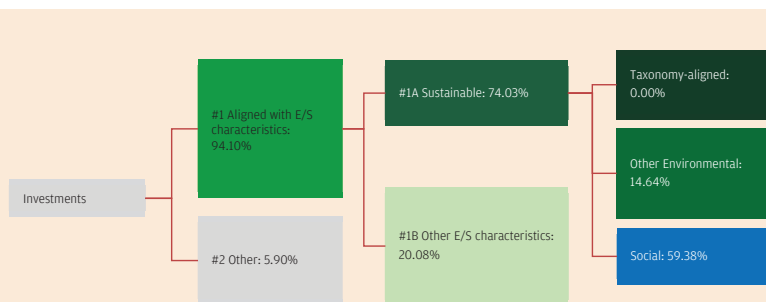 Investments
#1 Aligned with E/S
characteristics:
94.10%
#2 Other: 5.90%
#1A Sustainable: 74.03%
#1B Other E/S characteristics:
20.08%
Taxonomy-aligned:
0.00%
Other Environmental:
14.64%
Social: 59.38%